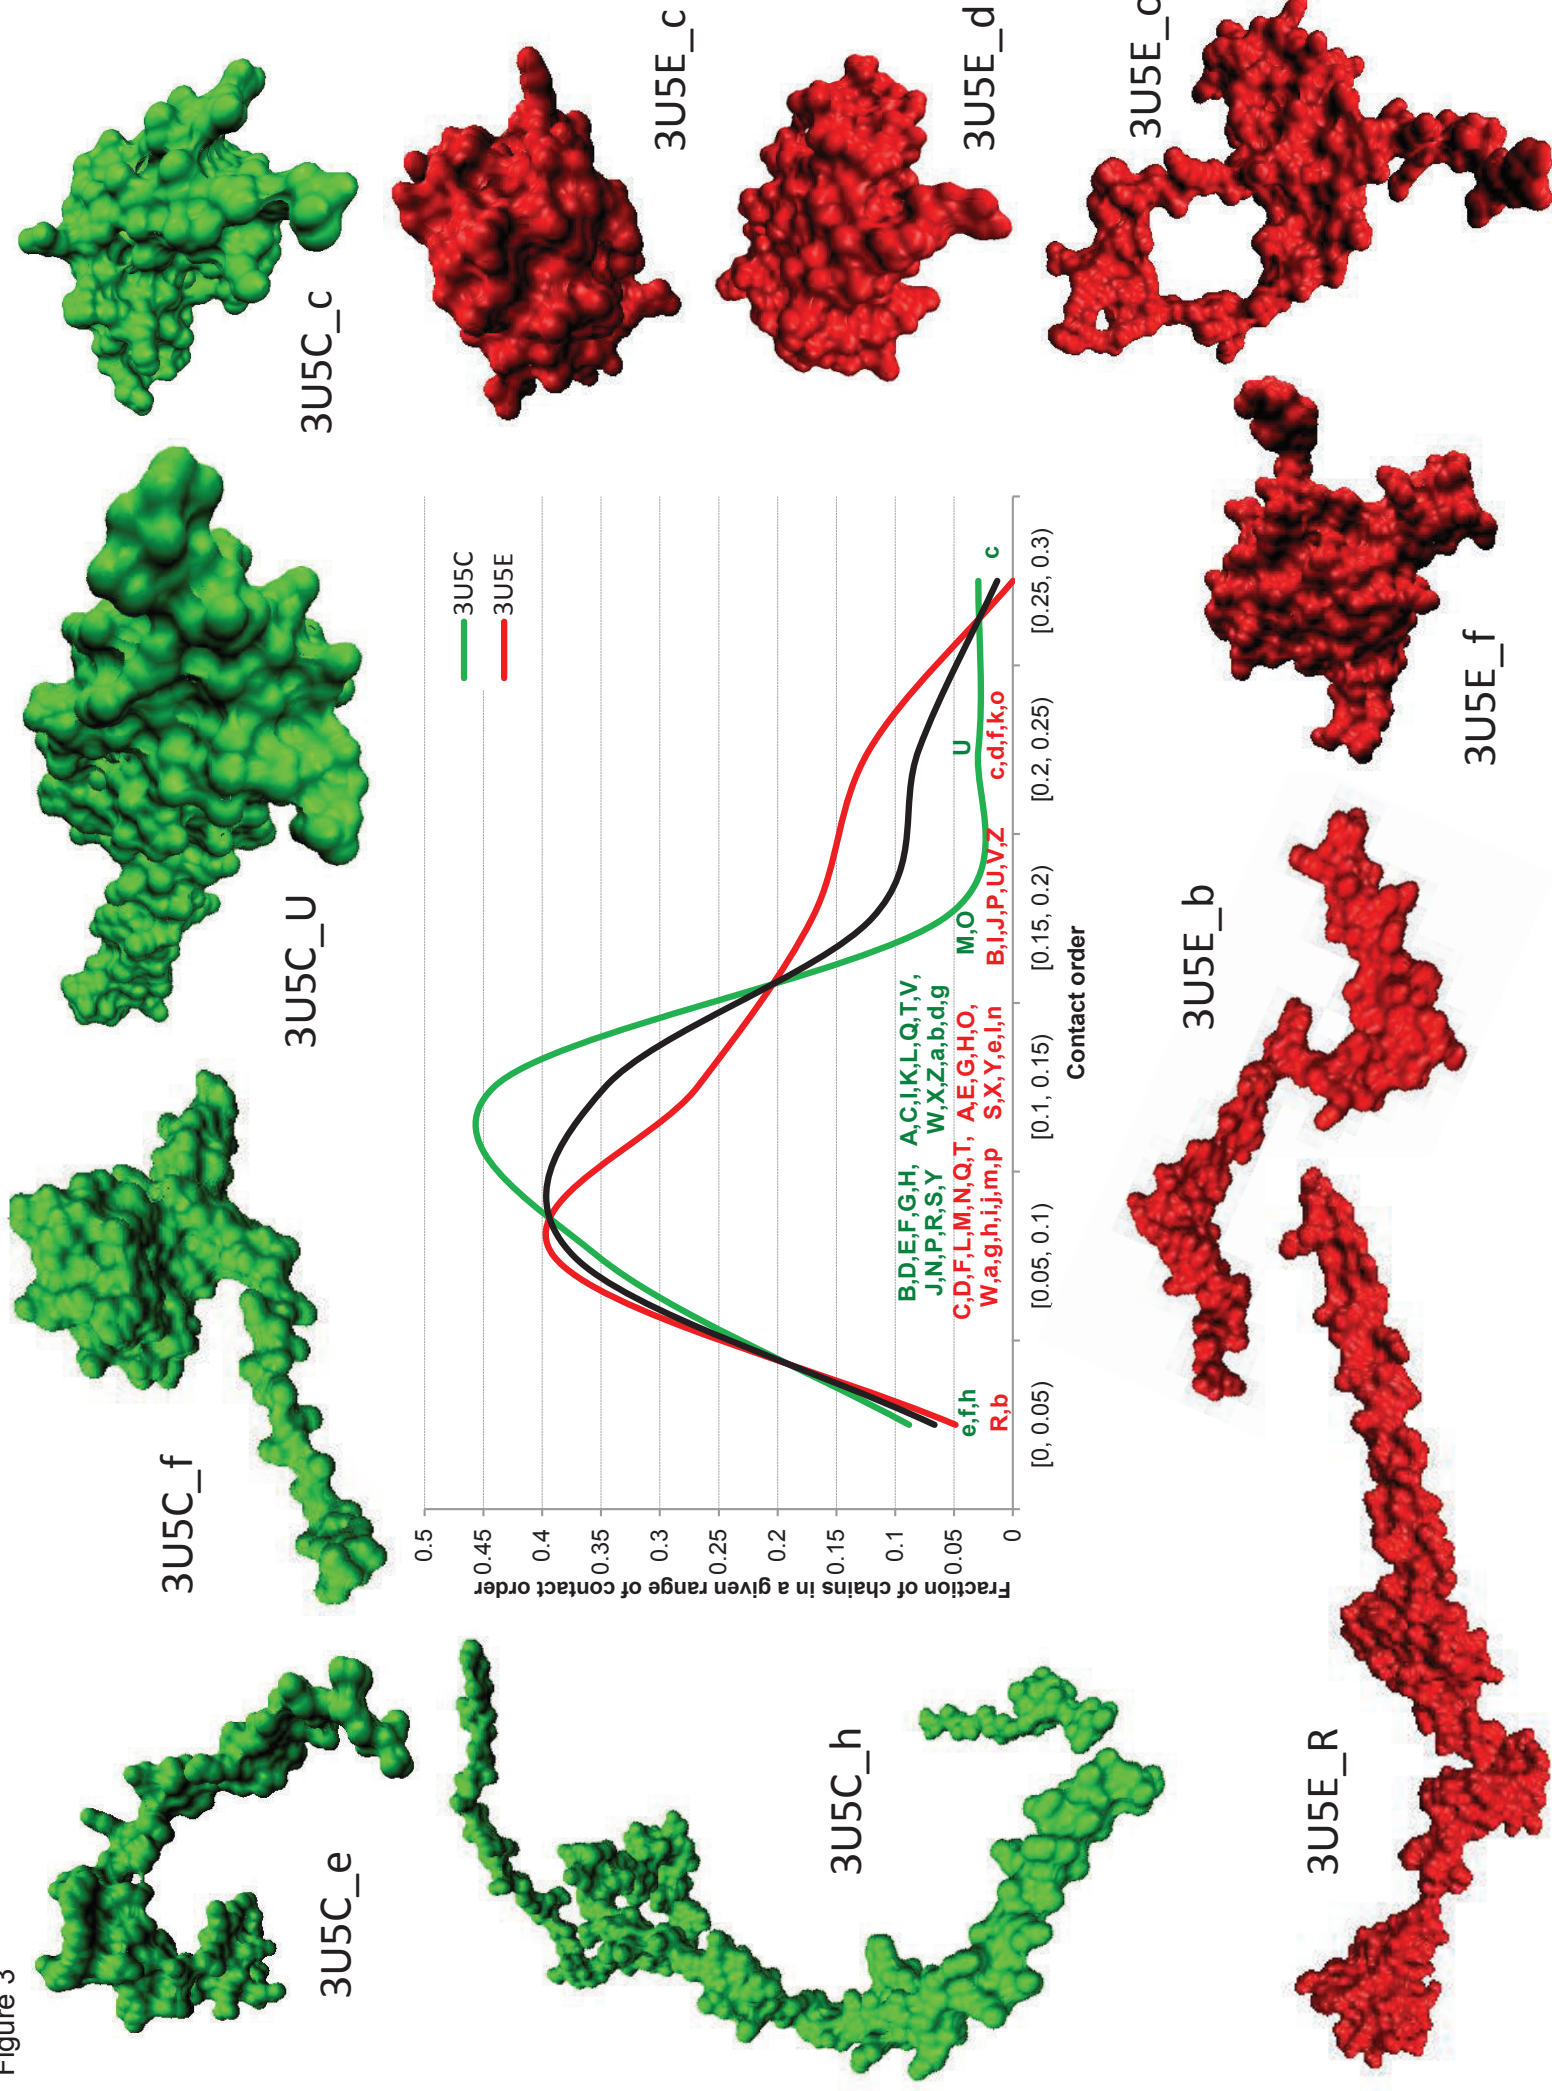 Figure 3
3U5C_e
3U5C_f
3U5C_U
3U5C_c
3U5C_h
3U5E_c
3U5E_d
3U5E_R
3U5E_b
3U5E_f
3U5C
3U5E
Fraction of chains in a given range of contact order
0.5
0.45
0.4
0.35
0.3
0.25
0.2
0.15
0.1
0.05
0
e,f,h
R,b
B,D,E,F,G,H,
J,N,P,R,S,Y
C,D,F,L,M,N,Q,T,
W,a,g,h,i,j,m,p
A,C,I,K,L,Q,T,V,
W,X,Z,a,b,d,g
A,E,G,H,O,
S,X,Y,e,l,n
M,O
B,I,J,P,U,V,Z
U
c,d,f,k,o
c
[0, 0.05)
[0.05, 0.1)
[0.1, 0.15)
[0.15, 0.2)
[0.2, 0.25)
[0.25, 0.3)
Contact order